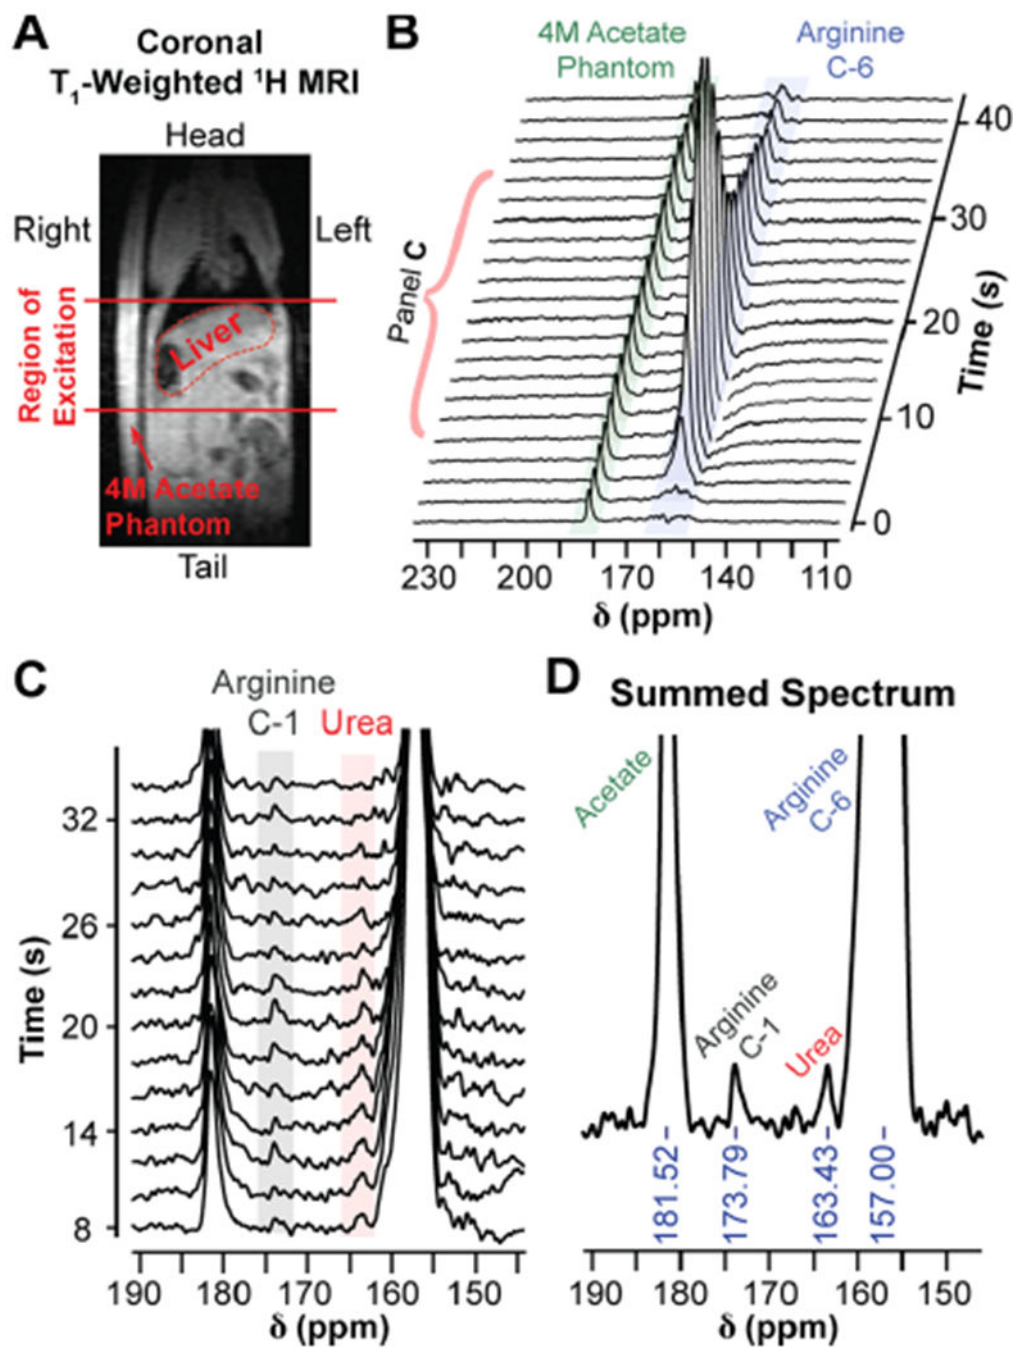 A
Coronal
T1-Weighted ¹H MRI
Head
Right
Left
Region of
Excitation
Liver
4M Acetate
Phantom
Tail
B
4M Acetate
Phantom
Arginine
C-6
Panel C
40
30
20
10
0
Time (s)
230 200 170 140 110
δ (ppm)
C
Arginine
C-1 Urea
32
26
20
14
8
Time (s)
190 180 170 160 150
δ (ppm)
D
Summed Spectrum
Acetate
Arginine
C-6
Arginine
C-1
Urea
181.52
173.79
163.43
157.00
190 180 170 160 150
δ (ppm)